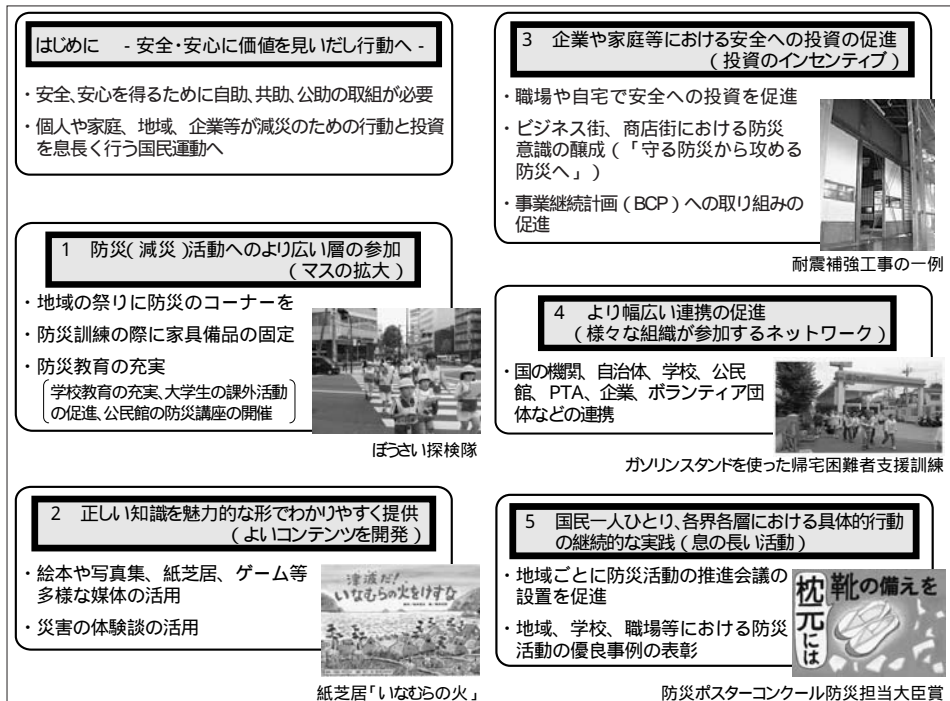 はじめに　- 安全・安心に価値を見いだし行動へ -
・安全、安心を得るために自助、共助、公助の取組が必要
・個人や家庭、地域、企業等が減災のための行動と投資
を息長く行う国民運動へ
1　防災（減災）活動へのより広い層の参加
（マスの拡大）
・地域の祭りに防災のコーナーを
・防災訓練の際に家具備品の固定
・防災教育の充実
学校教育の充実、大学生の課外活動
の促進、公民館の防災講座の開催
ぼうさい探検隊
2　正しい知識を魅力的な形でわかりやすく提供
（よいコンテンツを開発）
・絵本や写真集、紙芝居、ゲーム等
多様な媒体の活用
・災害の体験談の活用
津波だ！
いなむらの火をけすな
紙芝居「いなむらの火」
3　企業や家庭等における安全への投資の促進
（投資のインセンティブ）
・職場や自宅で安全への投資を促進
・ビジネス街、商店街における防災
意識の醸成（「守る防災から攻める
防災へ」）
・事業継続計画（BCP）への取り組みの
促進
耐震補強工事の一例
4　より幅広い連携の促進
（様々な組織が参加するネットワーク）
・国の機関、自治体、学校、公民
館、PTA、企業、ボランティア団
体などの連携
ガソリンスタンドを使った帰宅困難者支援訓練
5　国民一人ひとり、各界各層における具体的行動
の継続的な実践（息の長い活動）
・地域ごとに防災活動の推進会議の
設置を促進
・地域、学校、職場等における防災
活動の優良事例の表彰
枕元には
靴の備えを
防災ポスターコンクール防災担当大臣賞